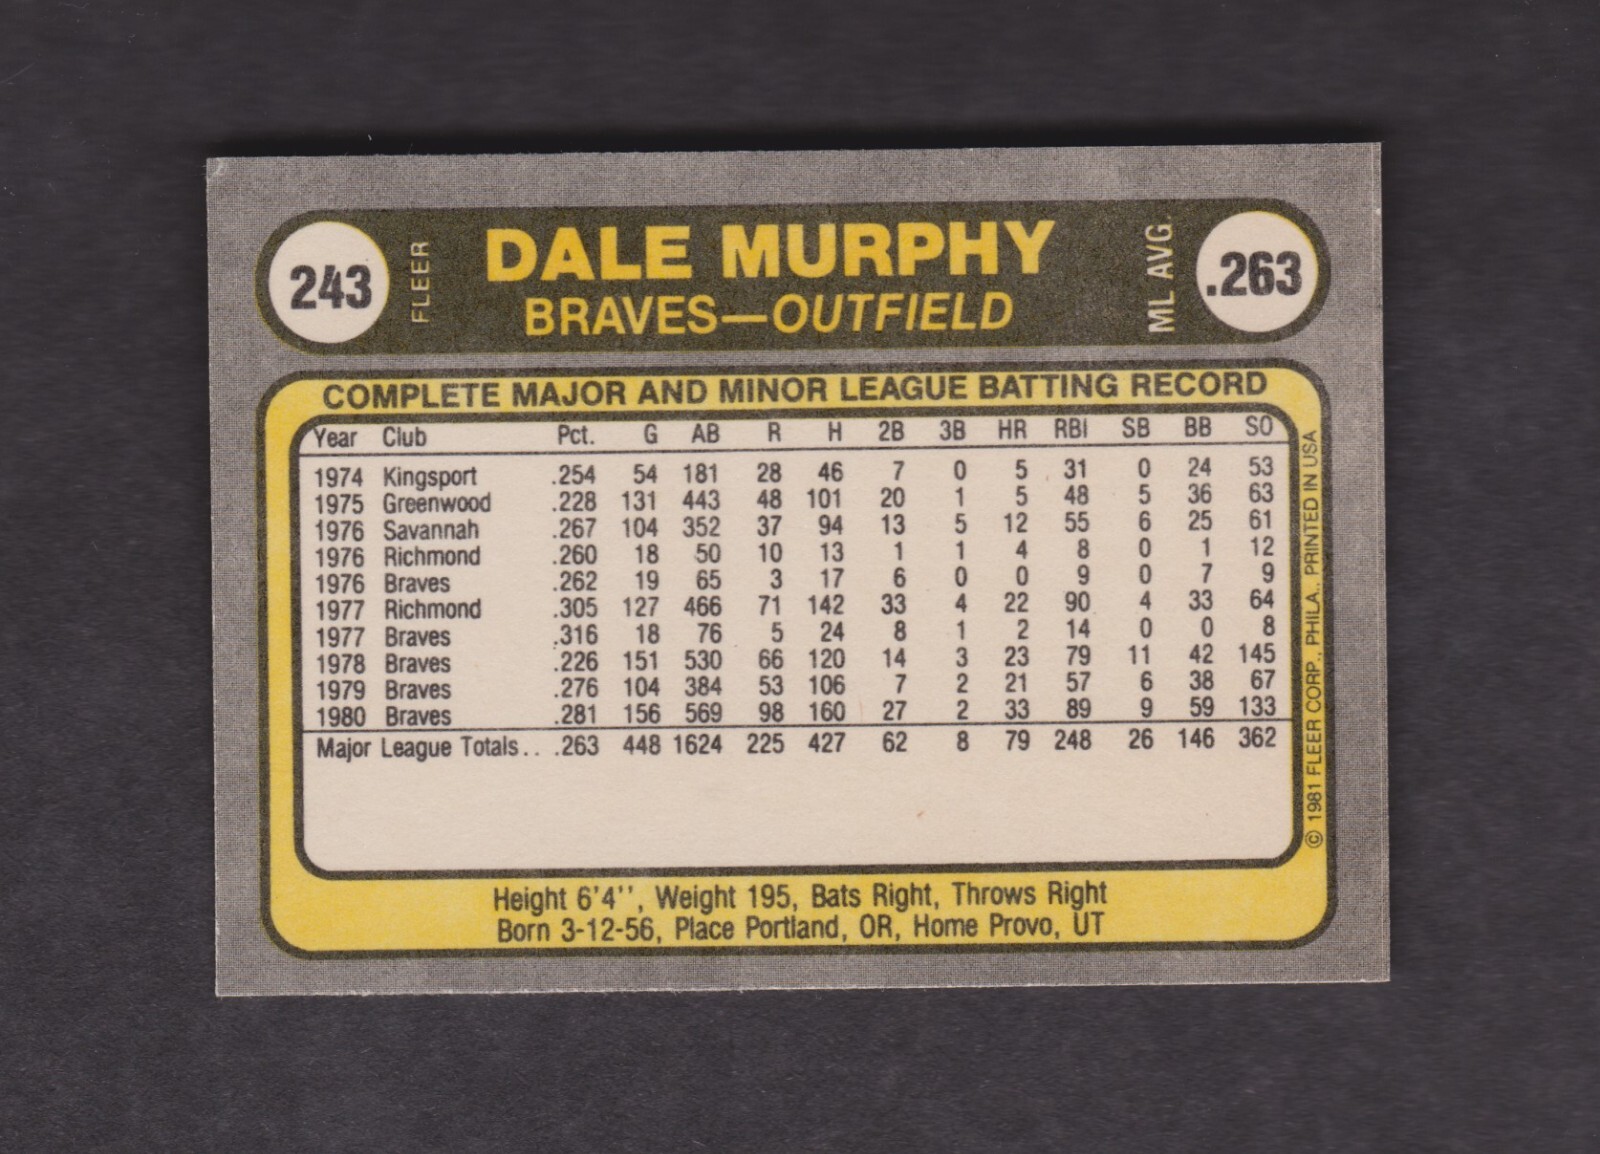 243 FLEER DALE MURPHY ML AVG. .263
BRAVES—OUTFIELD
COMPLETE MAJOR AND MINOR LEAGUE BATTING RECORD
Year Club Pct. G AB R H 2B 3B HR RBI SB BB SO
1974 Kingsport .254 54 181 28 46 7 0 5 31 0 24 53
1975 Greenwood .228 131 443 48 101 20 1 5 48 5 36 63
1976 Savannah .267 104 352 37 94 13 5 12 55 6 25 61
1976 Richmond .260 18 50 10 13 1 1 4 8 0 1 12
1976 Braves .262 19 65 3 17 6 0 0 9 0 7 9
1977 Richmond .305 127 466 71 142 33 4 22 90 4 33 64
1977 Braves .316 18 76 5 24 8 1 2 14 0 0 8
1978 Braves .226 151 530 66 120 14 3 23 79 11 42 145
1979 Braves .276 104 384 53 106 7 2 21 57 6 38 67
1980 Braves .281 156 569 98 160 27 2 33 89 9 59 133
Major League Totals... .263 448 1624 225 427 62 8 79 248 26 146 362
Height 6'4'', Weight 195, Bats Right, Throws Right
Born 3-12-56, Place Portland, OR, Home Provo, UT
© 1981 FLEER CORP., PHILA., PRINTED IN USA